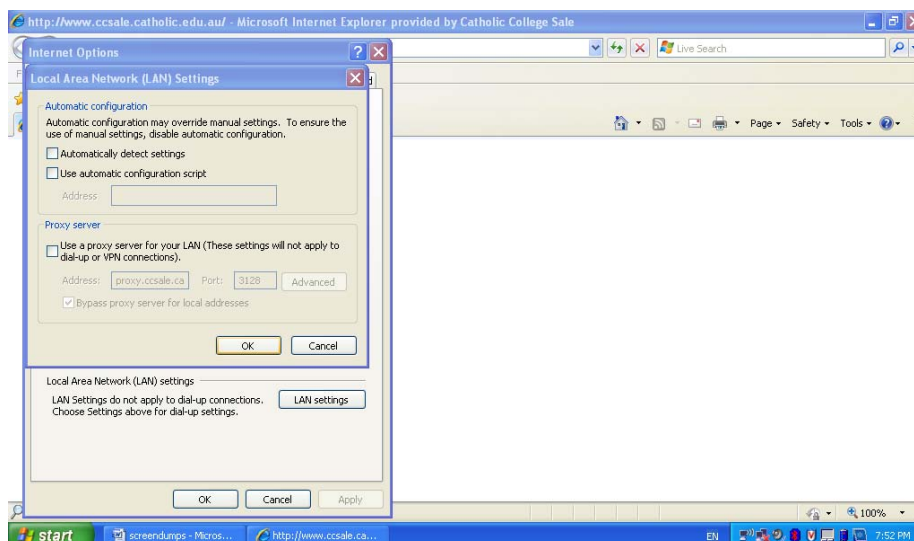 http://www.ccsale.catholic.edu.au/ - Microsoft Internet Explorer provided by Catholic College Sale
Live Search
Internet Options
Local Area Network (LAN) Settings
Automatic configuration
Automatic configuration may override manual settings. To ensure the
use of manual settings, disable automatic configuration.
Automatically detect settings
Use automatic configuration script
Address
Proxy server
Use a proxy server for your LAN (These settings will not apply to
dial-up or VPN connections).
Address: proxy.ccsale.ca Port: 3128 Advanced
Bypass proxy server for local addresses
OK Cancel
Page Safety Tools
Local Area Network (LAN) settings
LAN Settings do not apply to dial-up connections.
Choose Settings above for dial-up settings.
LAN settings
OK Cancel Apply
100%
start screendumps - Micros... http://www.ccsale.ca... EN 7:52 PM